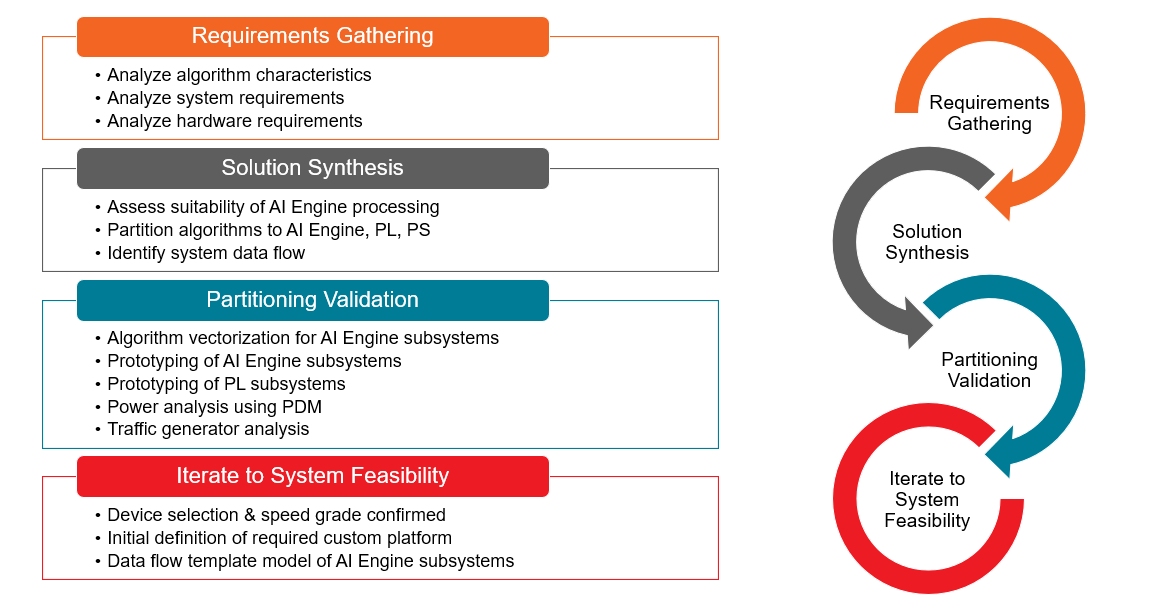 Requirements Gathering
• Analyze algorithm characteristics
• Analyze system requirements
• Analyze hardware requirements
Solution Synthesis
• Assess suitability of AI Engine processing
• Partition algorithms to AI Engine, PL, PS
• Identify system data flow
Partitioning Validation
• Algorithm vectorization for AI Engine subsystems
• Prototyping of AI Engine subsystems
• Prototyping of PL subsystems
• Power analysis using PDM
• Traffic generator analysis
Iterate to System Feasibility
• Device selection & speed grade confirmed
• Initial definition of required custom platform
• Data flow template model of AI Engine subsystems
Requirements
Gathering
Solution
Synthesis
Partitioning
Validation
Iterate to
System
Feasibility